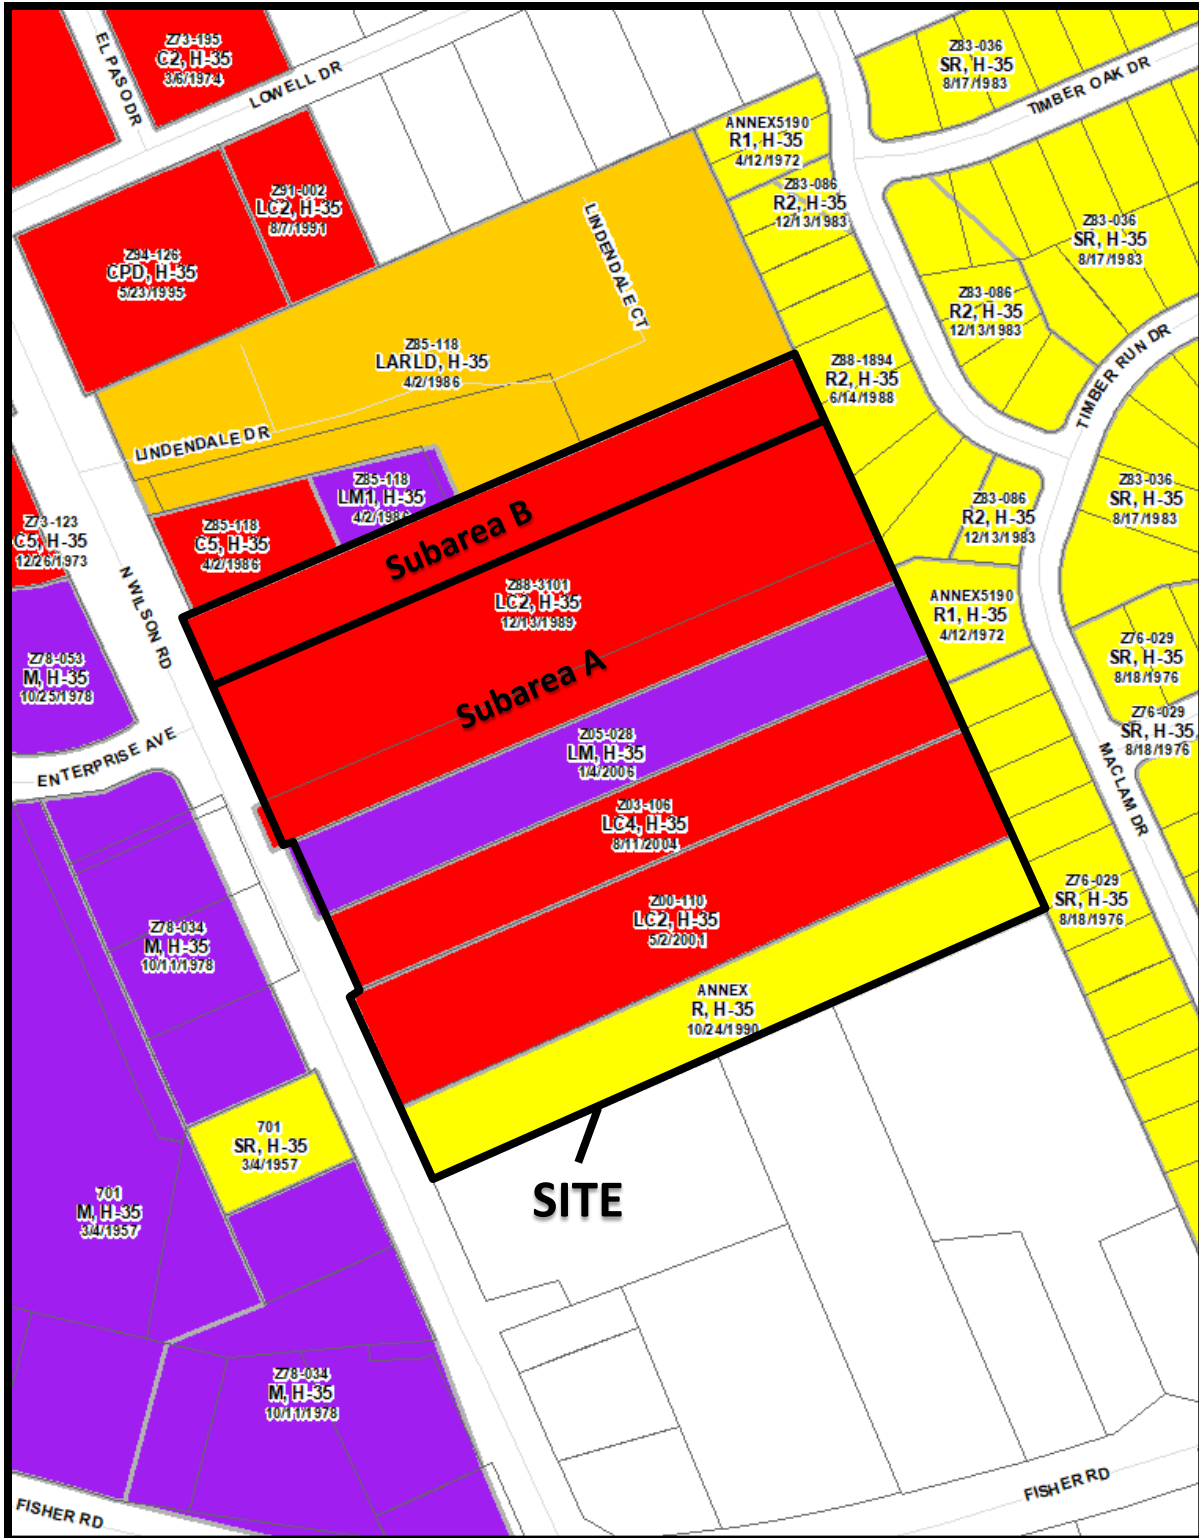 Z73-195
C2, H-35
3/6/1974
EL PASO DR
LOWELL DR
Z83-036
SR, H-35
8/17/1983
TIMBER OAK DR
ANNEX5190
R1, H-35
4/12/1972
Z83-086
R2, H-35
12/13/1983
Z91-002
LC2, H-35
8/7/1991
LINDENDALE CT
Z83-036
SR, H-35
8/17/1983
Z94-126
CPD, H-35
5/23/1995
Z83-086
R2, H-35
12/13/1983
Z85-118
LARLD, H-35
4/2/1986
Z88-1894
R2, H-35
6/14/1988
TIMBER RUN DR
LINDENDALE DR
Z85-118
LM1, H-35
4/2/1986
Z83-036
SR, H-35
8/17/1983
Z83-086
R2, H-35
12/13/1983
Z73-123
C5, H-35
12/26/1973
Z85-118
C5, H-35
4/2/1986
Subarea B
N WILSON RD
Z88-3101
LC2, H-35
12/13/1989
ANNEX5190
R1, H-35
4/12/1972
Z78-053
M, H-35
10/25/1978
Z76-029
SR, H-35
8/18/1976
Subarea A
Z76-029
SR, H-35
8/18/1976
ENTERPRISE AVE
Z05-028
LM, H-35
1/4/2006
MACLAM DR
Z03-106
LC4, H-35
8/11/2004
Z76-029
SR, H-35
8/18/1976
Z00-110
LC2, H-35
5/2/2001
Z78-034
M, H-35
10/11/1978
ANNEX
R, H-35
10/24/1990
701
SR, H-35
3/4/1957
SITE
701
M, H-35
3/4/1957
Z78-034
M, H-35
10/11/1978
FISHER RD
FISHER RD